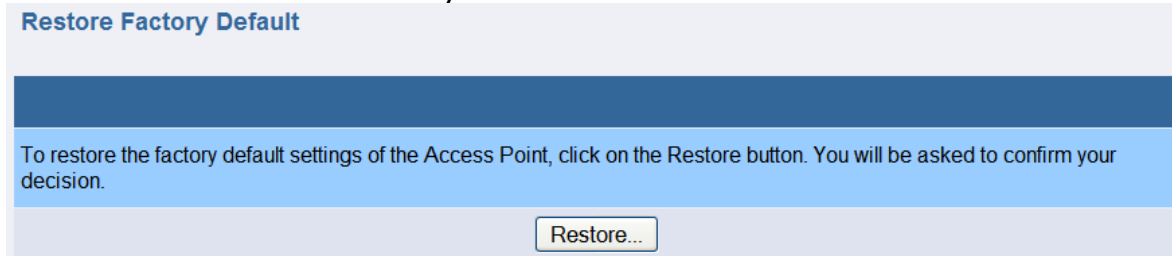 Restore Factory Default
To restore the factory default settings of the Access Point, click on the Restore button. You will be asked to confirm your
decision.
Restore...